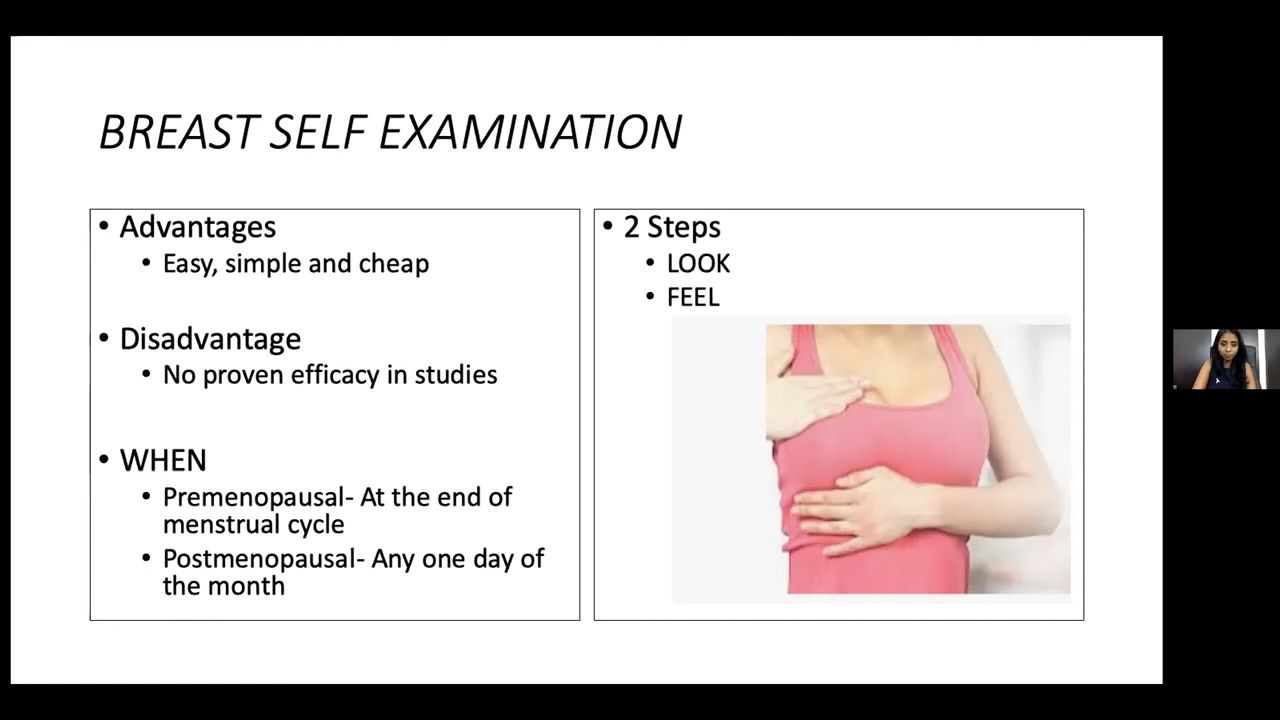 BREAST SELF EXAMINATION
• Advantages
• Easy, simple and cheap
• Disadvantage
• No proven efficacy in studies
• WHEN
• Premenopausal- At the end of
menstrual cycle
• Postmenopausal- Any one day of
the month
• 2 Steps
• LOOK
• FEEL